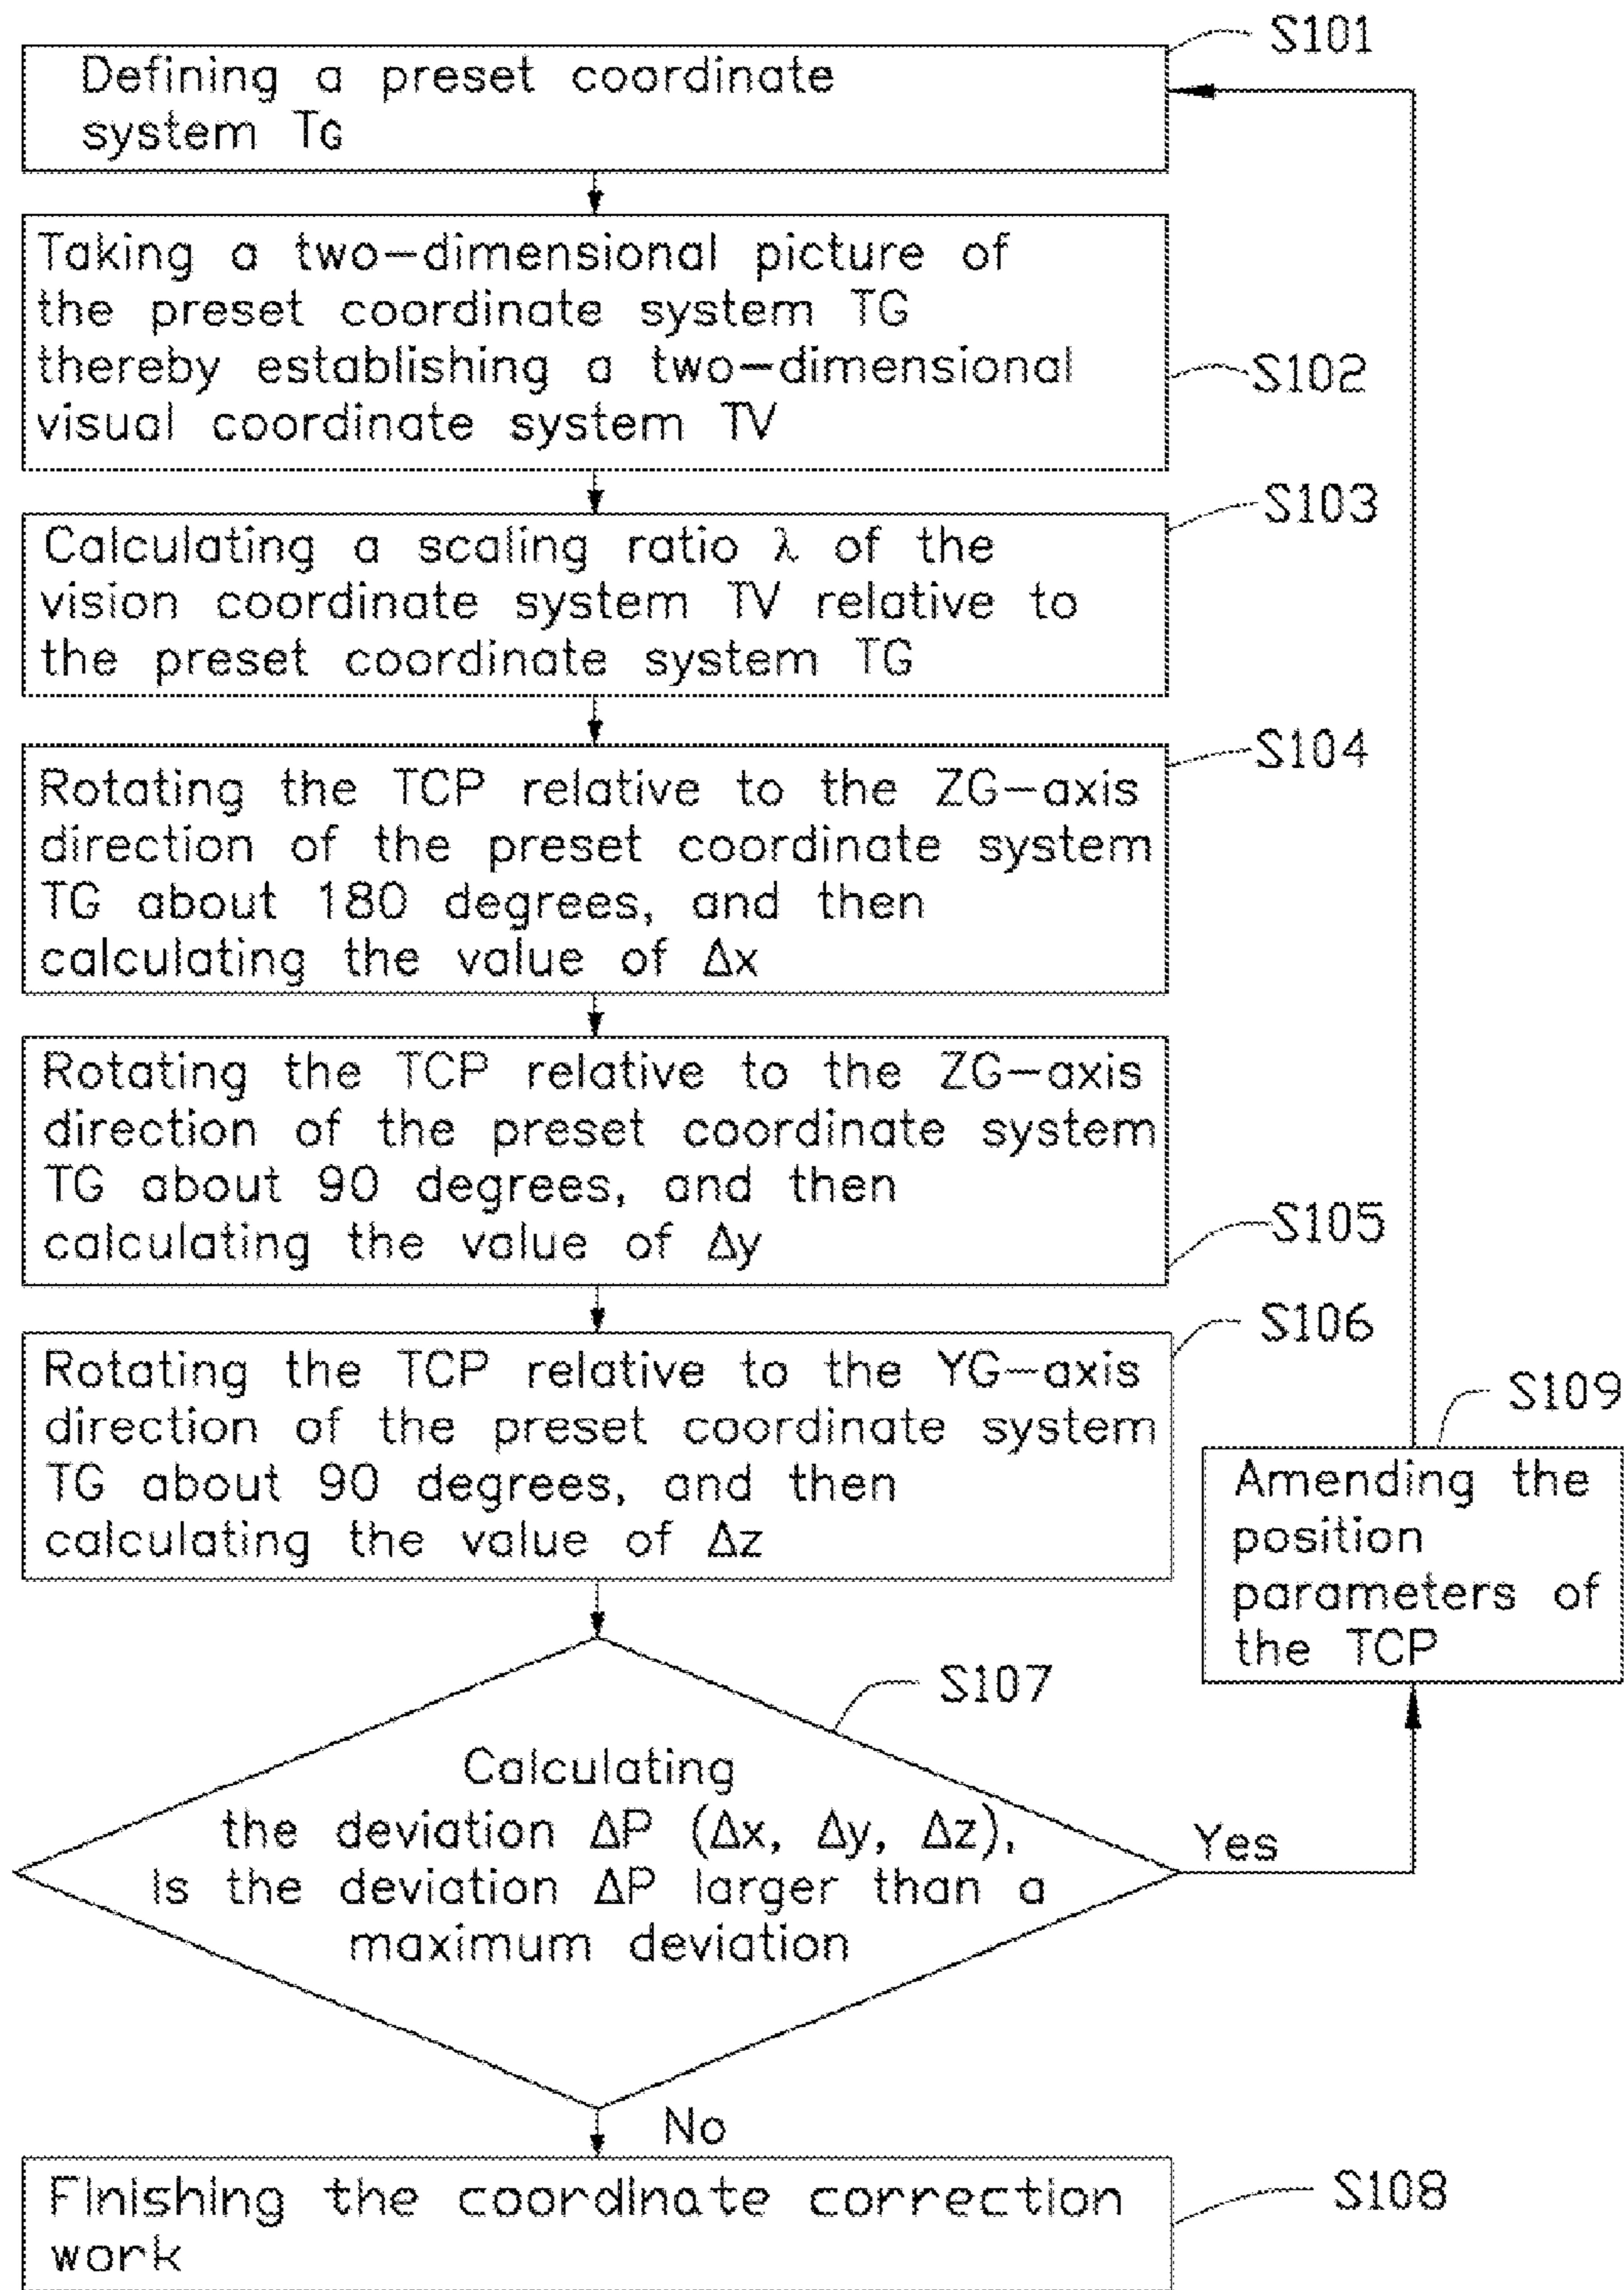 S101
Defining a preset coordinate
system TG
Taking a two-dimensional picture of
the preset coordinate system TG
thereby establishing a two-dimensional
visual coordinate system TV
S102
S103
Calculating a scaling ratio λ of the
vision coordinate system TV relative to
the preset coordinate system TG
S104
Rotating the TCP relative to the ZG-axis
direction of the preset coordinate system
TG about 180 degrees, and then
calculating the value of Δx
Rotating the TCP relative to the ZG-axis
direction of the preset coordinate system
TG about 90 degrees, and then
calculating the value of Δy
S105
S106
Rotating the TCP relative to the YG-axis
direction of the preset coordinate system
TG about 90 degrees, and then
calculating the value of Δz
S109
Amending the
position
parameters of
the TCP
S107
Calculating
the deviation ΔP (Δx, Δy, Δz),
Is the deviation ΔP larger than a
maximum deviation
Yes
No
Finishing the coordinate correction
work
S108